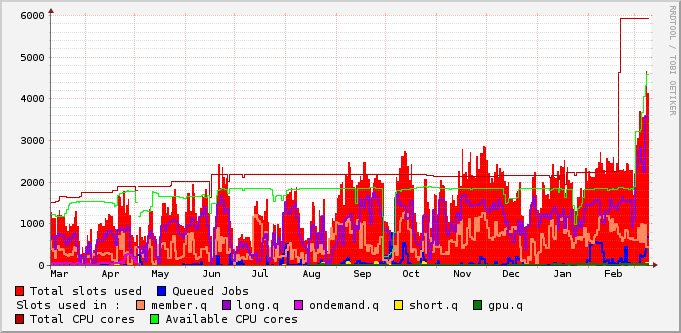 6000
5000
4000
3000
2000
1000
0
Mar Apr May Jun Jul Aug Sep Oct Nov Dec Jan Feb
RRDTOOL / TOBI OETIKER
Total slots used Queued Jobs
Slots used in : member.q long.q ondemand.q short.q gpu.q
Total CPU cores Available CPU cores